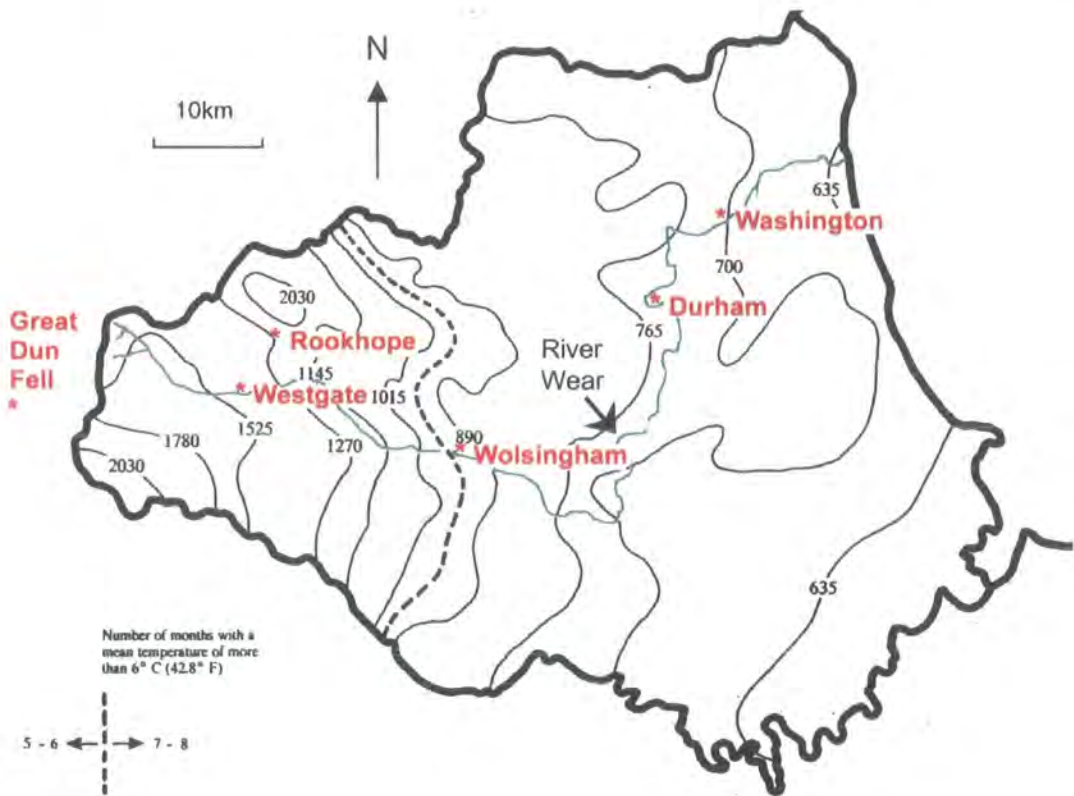 N
10km
635
Washington
700
Durham
2030
765
Great
Dun
Fell
Rookhope
River
Wear
1145
Westgate
1015
1525
890
1780
1270
Wolsingham
2030
635
Number of months with a
mean temperature of more
than 6° C (42.8° F)
5 - 6
7 - 8